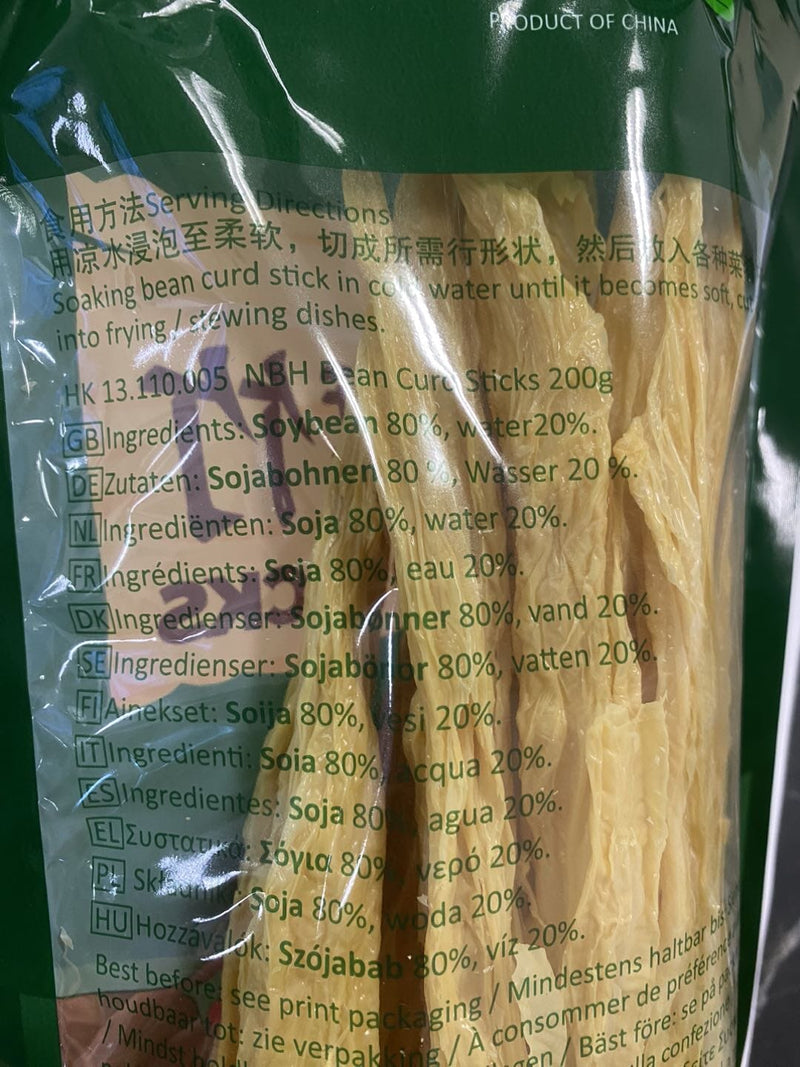 PRODUCT OF CHINA
食用方法Serving Directions
用凉水浸泡至柔软，切成所需行形状，然后放入各种菜
Soaking bean curd stick in cold water until it becomes soft, cu
into frying / stewing dishes.
HK 13.110.005 NBH Bean Curd Sticks 200g
GB Ingredients: Soybean 80%, water20%.
DE Zutaten: Sojabohnen 80 %, Wasser 20 %.
NL Ingrediënten: Soja 80%, water 20%.
FR Ingrédients: Soja 80%, eau 20%.
DK Ingredienser: Sojabønner 80%, vand 20%.
SE Ingredienser: Sojabönor 80%, vatten 20%.
FI Ainekset: Soija 80%, vesi 20%.
IT Ingredienti: Soia 80%, acqua 20%.
ES Ingredientes: Soja 80%, agua 20%.
EL Συστατικά: Σόγια 80%, νερό 20%.
PL Składniki: Soja 80%, woda 20%.
HU Hozzávalók: Szójabab 80%, víz 20%.
Best before: see print packaging / Mindestens haltbar bis
houdbaar tot: zie verpakking / À consommer de préférenc
/ Mindst / Bäst före: se på
lla confezion